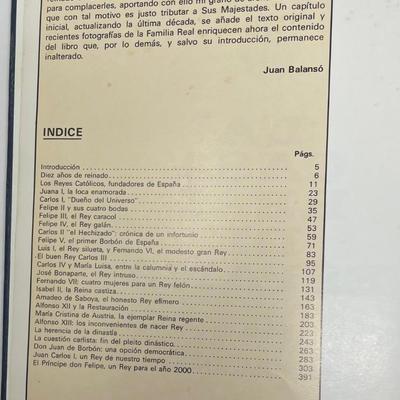 para complacerles, aportando con ello mi grano de
que con tal motivo es justo tributar a Sus Majestades. Un capítulo
inicial, actualizando la última década, se añade el texto original y
recientes fotografías de la Familia Real enriquecen ahora el contenido
del libro que, por lo demás, y salvo su introducción, permanece
inalterado.
Juan Balansó
INDICE
Págs.
Introducción 5
Diez años de reinado 6
Los Reyes Católicos, fundadores de España 11
Juana I, la loca enamorada 23
Carlos I, "Dueño del Universo" 29
Felipe II y sus cuatro bodas 35
Felipe III, el Rey caracol 47
Felipe IV, el Rey galán 53
Carlos II "el Hechizado": crónica de un infortunio 59
Felipe V, el primer Borbón de España 71
Luis I, el Rey silueta, y Fernando VI, el modesto gran Rey 83
El buen Rey Carlos III 95
Carlos IV y María Luisa, entre la calumnia y el escándalo 107
José Bonaparte, el Rey intruso 119
Fernando VII: cuatro mujeres para un Rey felón 131
Isabel II, la Reina castiza 143
Amadeo de Saboya, el honesto Rey efímero 163
Alfonso XII y la Restauración 183
María Cristina de Austria, la ejemplar Reina regente 203
Alfonso XIII: los inconvenientes de nacer Rey 223
La herencia de la dinastía 243
La cuestión carlista: fin del pleito dinástico 263
Don Juan de Borbón: una opción democrática 283
Juan Carlos I, un Rey de nuestro tiempo 303
El Príncipe don Felipe, un Rey para el año 2000 391